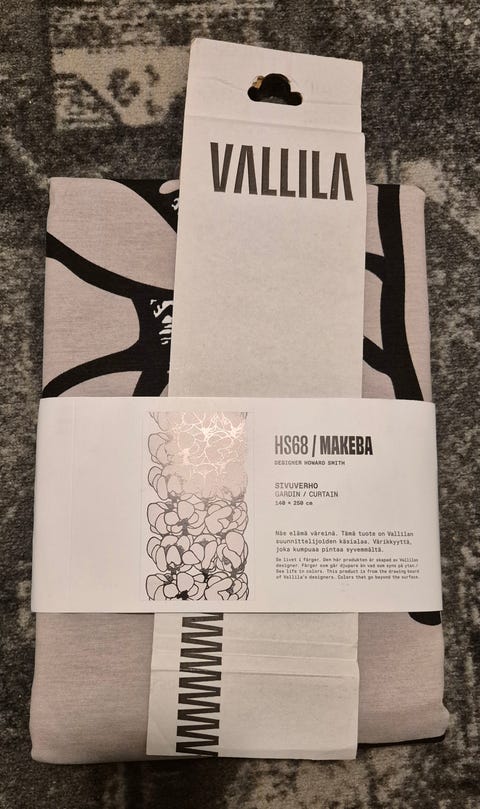 VALLILA
HS68 / MAKEBA
DESIGNER HOWARD SMITH
SIVUVERHO
GARDIN / CURTAIN
140 × 250 cm
Näe elämä väreinä. Tämä tuote on Vallilan
suunnittelijoiden käsialaa. Värikkyyttä,
joka kumpuaa pintaa syvemmältä.
Se livet i färger. Den här produkten är skapad av Vallilas
designer. Färger som går djupare än vad som syns på ytan./
See life in colors. This product is from the drawing board
of Vallila's designers. Colors that go beyond the surface.